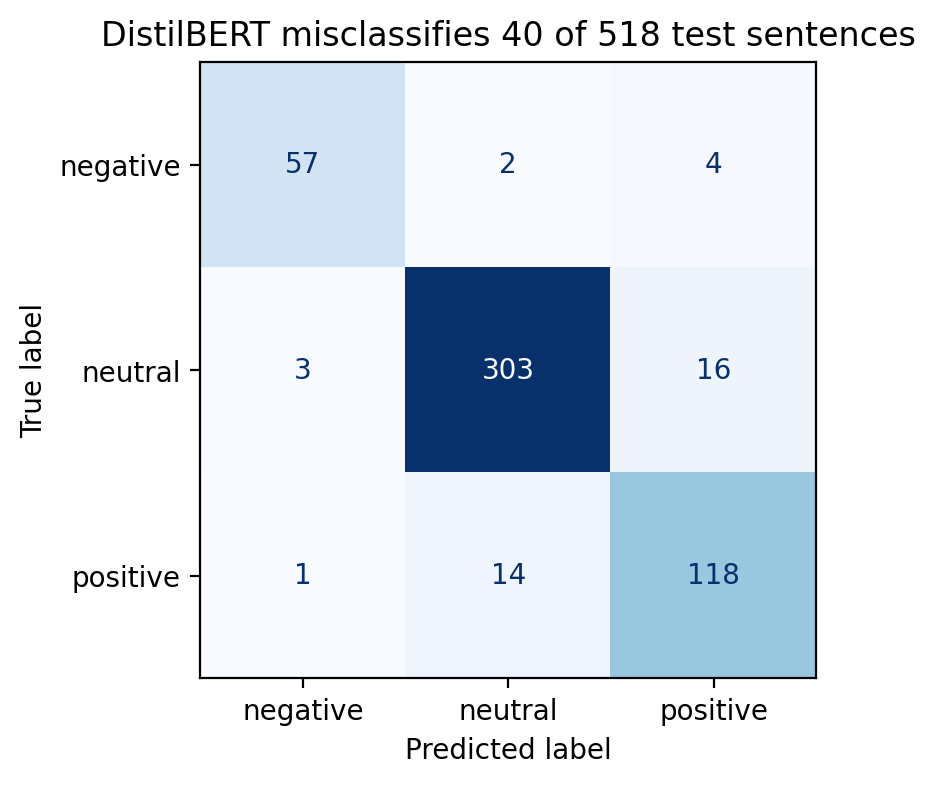 DistilBERT misclassifies 40 of 518 test sentences
negative 57 2 4
neutral 3 303 16
positive 1 14 118
negative neutral positive
Predicted label
True label